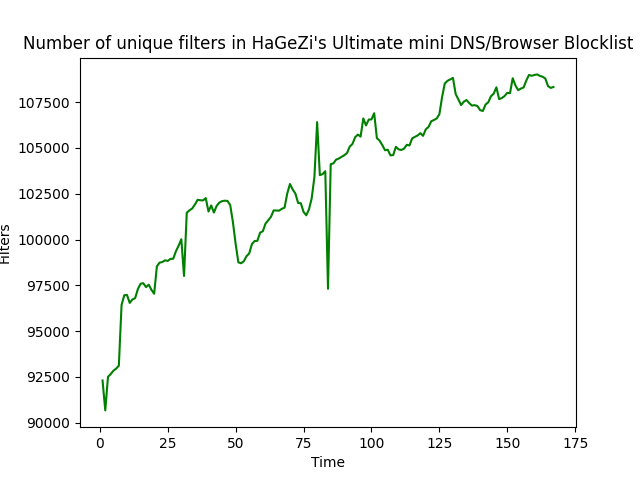 Number of unique filters in HaGeZi's Ultimate mini DNS/Browser Blocklist
107500
105000
102500
100000
97500
95000
92500
90000
Filters
0 25 50 75 100 125 150 175
Time